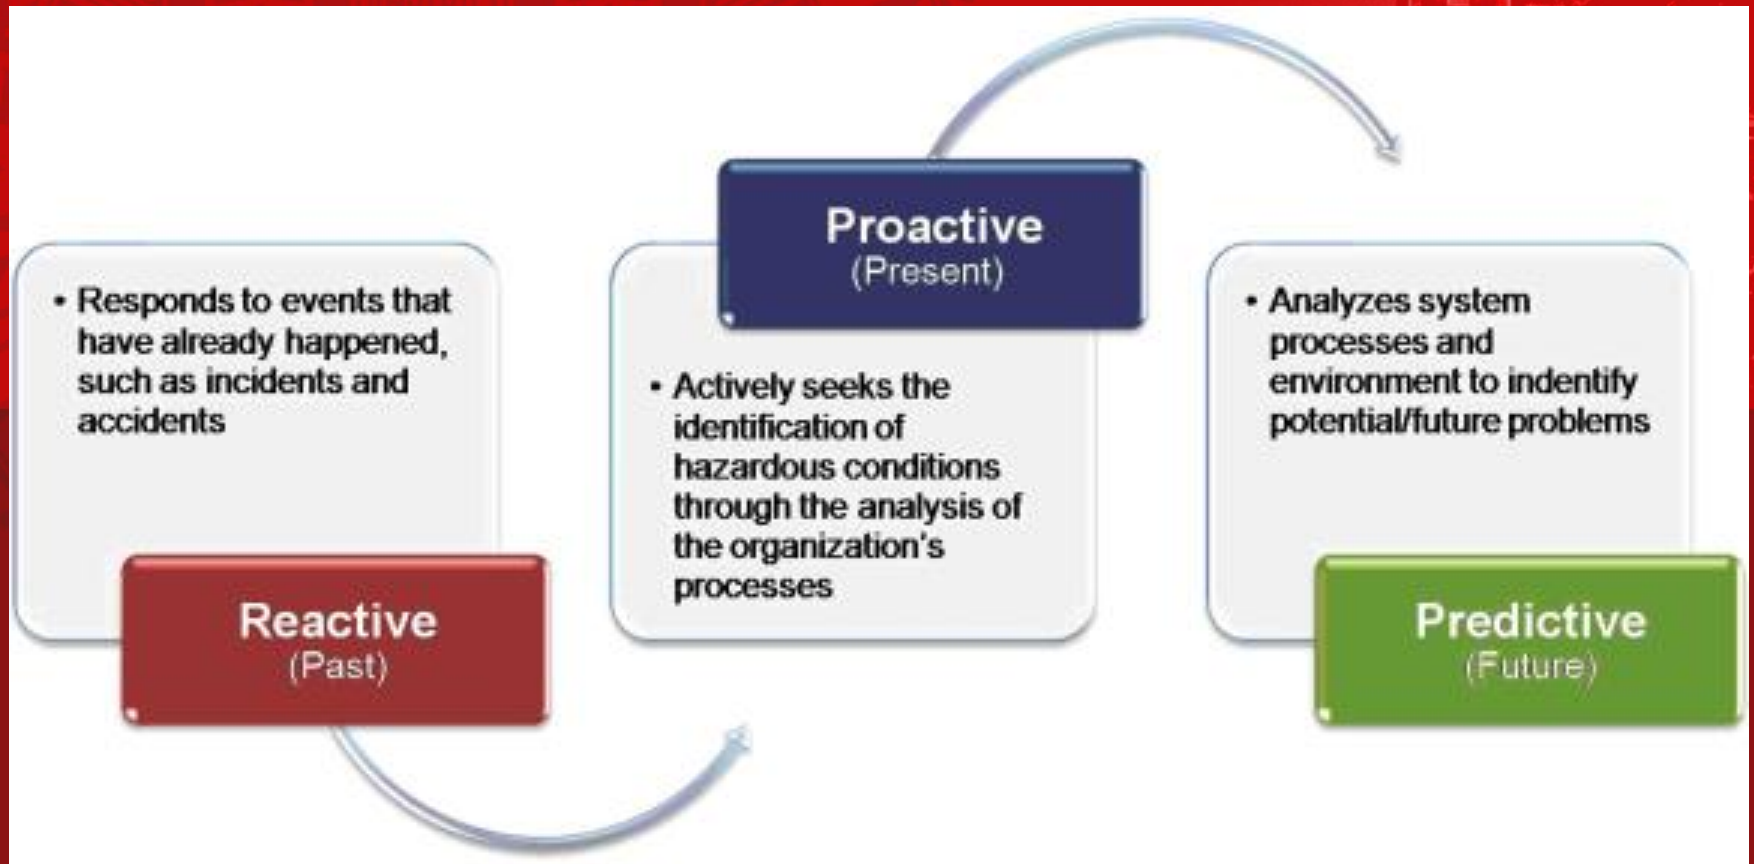 • Responds to events that
have already happened,
such as incidents and
accidents
Reactive
(Past)
Proactive
(Present)
• Actively seeks the
identification of
hazardous conditions
through the analysis of
the organization's
processes
• Analyzes system
processes and
environment to indentify
potential/future problems
Predictive
(Future)